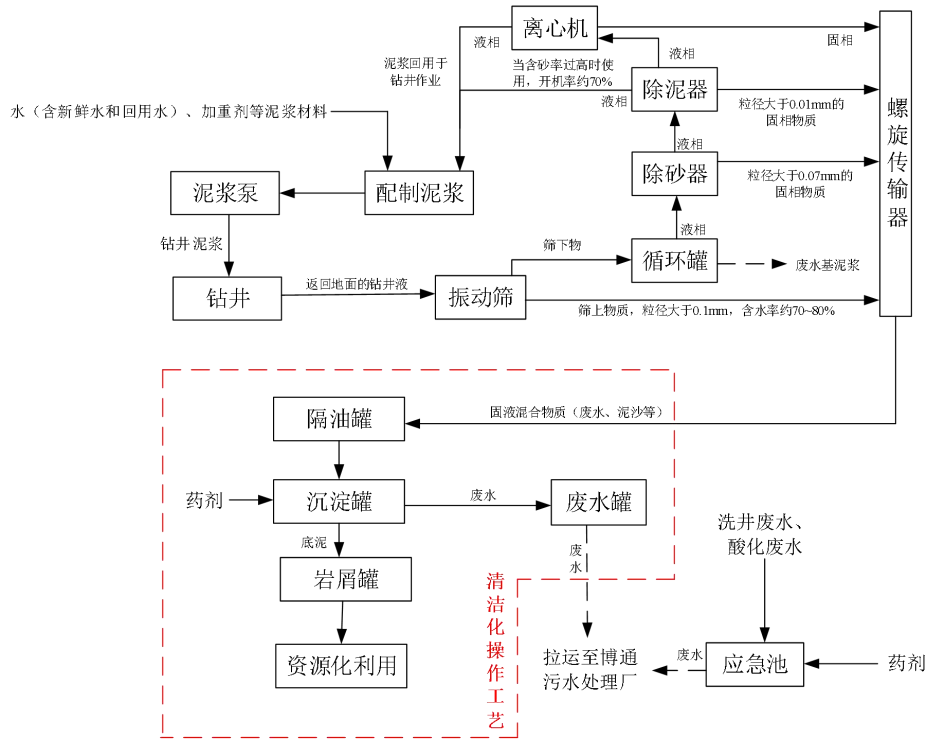 离心机
液相
固相
泥浆回用于
钻井作业
当含砂率过高时使
用，开机率约70%
液相
除泥器
液相
粒径大于0.01mm的
固相物质
螺旋传输器
水（含新鲜水和回用水）、加重剂等泥浆材料
液相
除砂器
粒径大于0.07mm的
固相物质
泥浆泵
配制泥浆
液相
钻井泥浆
筛下物
循环罐
废水基泥浆
钻井
返回地面的钻井液
振动筛
筛上物质，粒径大于0.1mm，含水率约70~80%
隔油罐
固液混合物质（废水、泥沙等）
药剂
沉淀罐
废水
废水罐
底泥
废水
洗井废水、
酸化废水
岩屑罐
清洁化操作工艺
资源化利用
拉运至博通
污水处理厂
废水
应急池
药剂